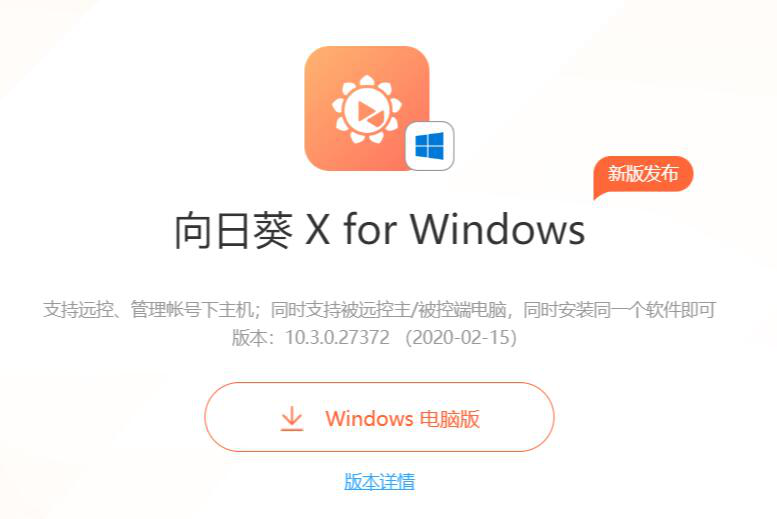 新版发布
向日葵 X for Windows
支持远控、管理帐号下主机；同时支持被远控主/被控端电脑，同时安装同一个软件即可
版本：10.3.0.27372 （2020-02-15）
Windows 电脑版
版本详情